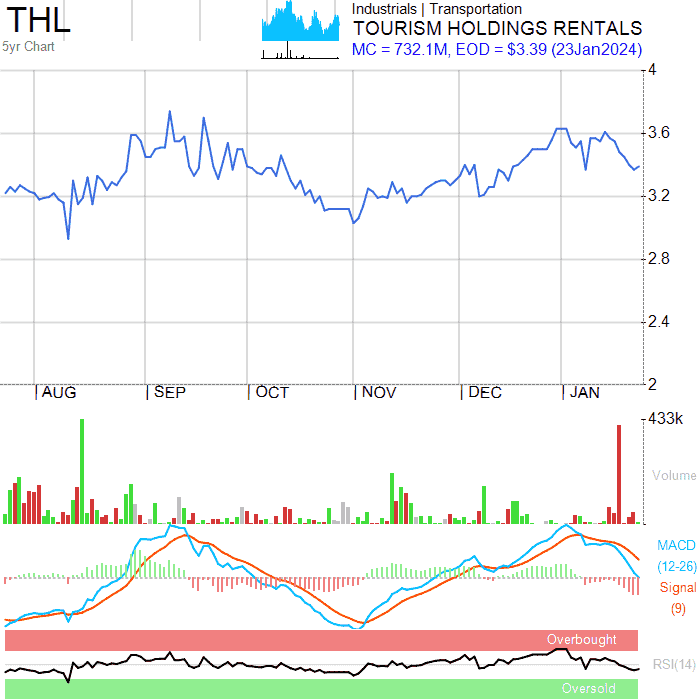 THL
5yr Chart
Industrials | Transportation
TOURISM HOLDINGS RENTALS
MC = 732.1M, EOD = $3.39 (23Jan2024)
4
3.6
3.2
2.8
2.4
2
AUG SEP OCT NOV DEC JAN
433k
Volume
MACD
(12-26)
Signal
(9)
Overbought
RSI(14)
Oversold